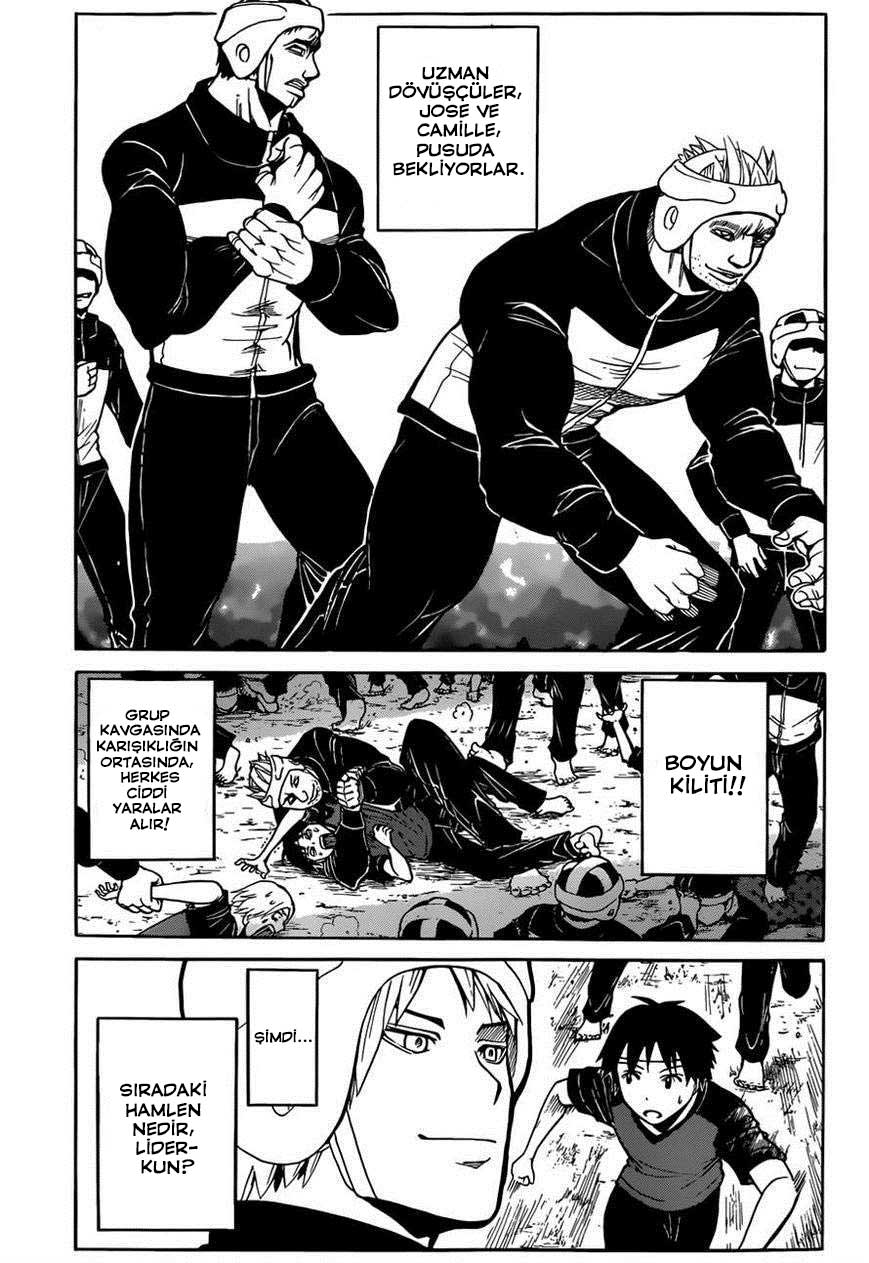 UZMAN
DÖVÜŞÇÜLER,
JOSE VE
CAMILLE,
PUSUDA
BEKLİYORLAR.
GRUP
KAVGASINDA
KARIŞIKLIĞIN
ORTASINDA,
HERKES
CİDDİ
YARALAR
ALIR!
BOYUN
KİLİTİ!!
ŞİMDİ...
SIRADAKİ
HAMLEN
NEDİR,
LİDER-
KUN?